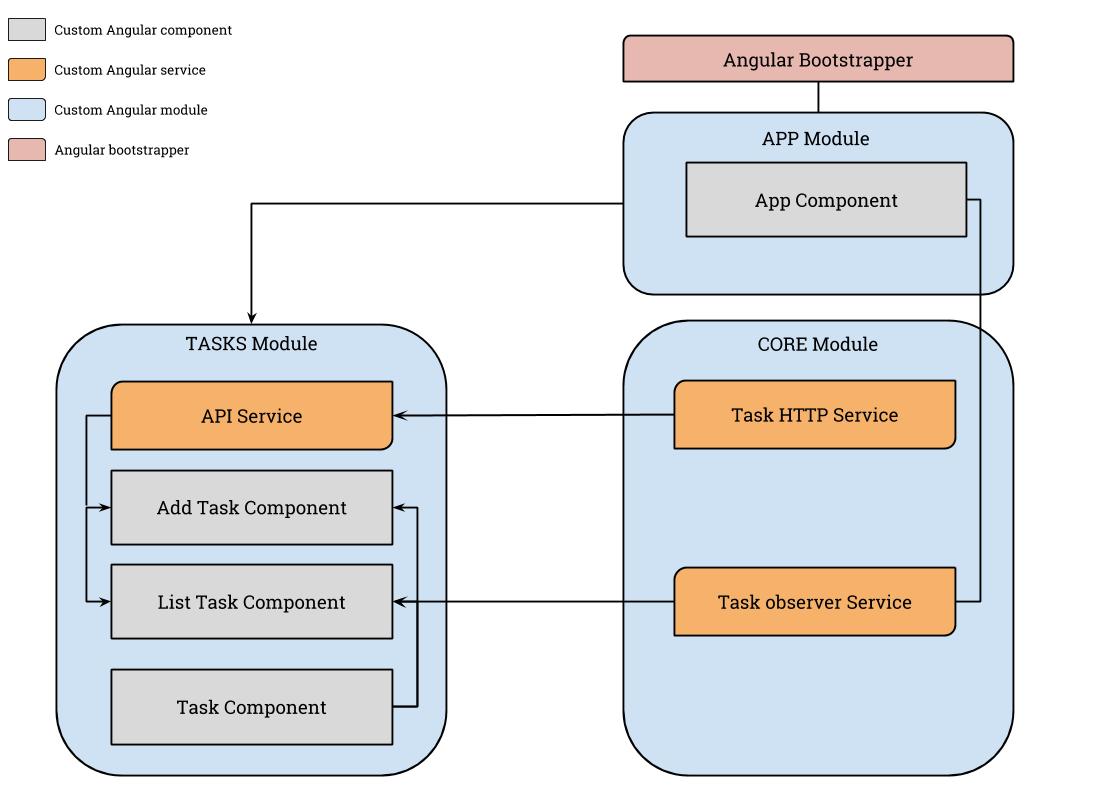 Custom Angular component
Custom Angular service
Custom Angular module
Angular bootstrapper
Angular Bootstrapper
APP Module
App Component
TASKS Module
API Service
Add Task Component
List Task Component
Task Component
CORE Module
Task HTTP Service
Task observer Service